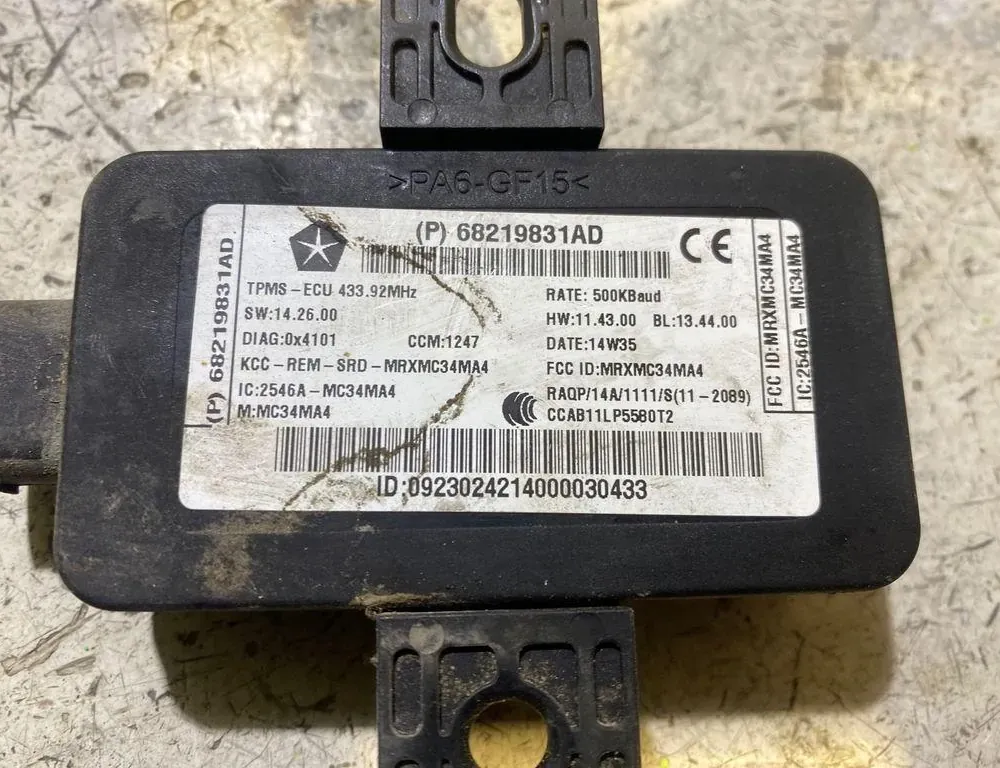 >PA6-GF15<
(P) 68219831AD
(P) 68219831AD
CE
TPMS-ECU 433.92MHz
RATE: 500KBaud
SW:14.26.00
HW:11.43.00 BL:13.44.00
DIAG:0x4101 CCM:1247
DATE:14W35
KCC-REM-SRD-MRXMC34MA4
FCC ID:MRXMC34MA4
IC:2546A-MC34MA4
RAQP/14A/1111/S(11-2089)
M:MC34MA4
CCAB11LP5580T2
ID:0923024214000030433
FCC ID:MRXMC34MA4
IC:2546A-MC34MA4